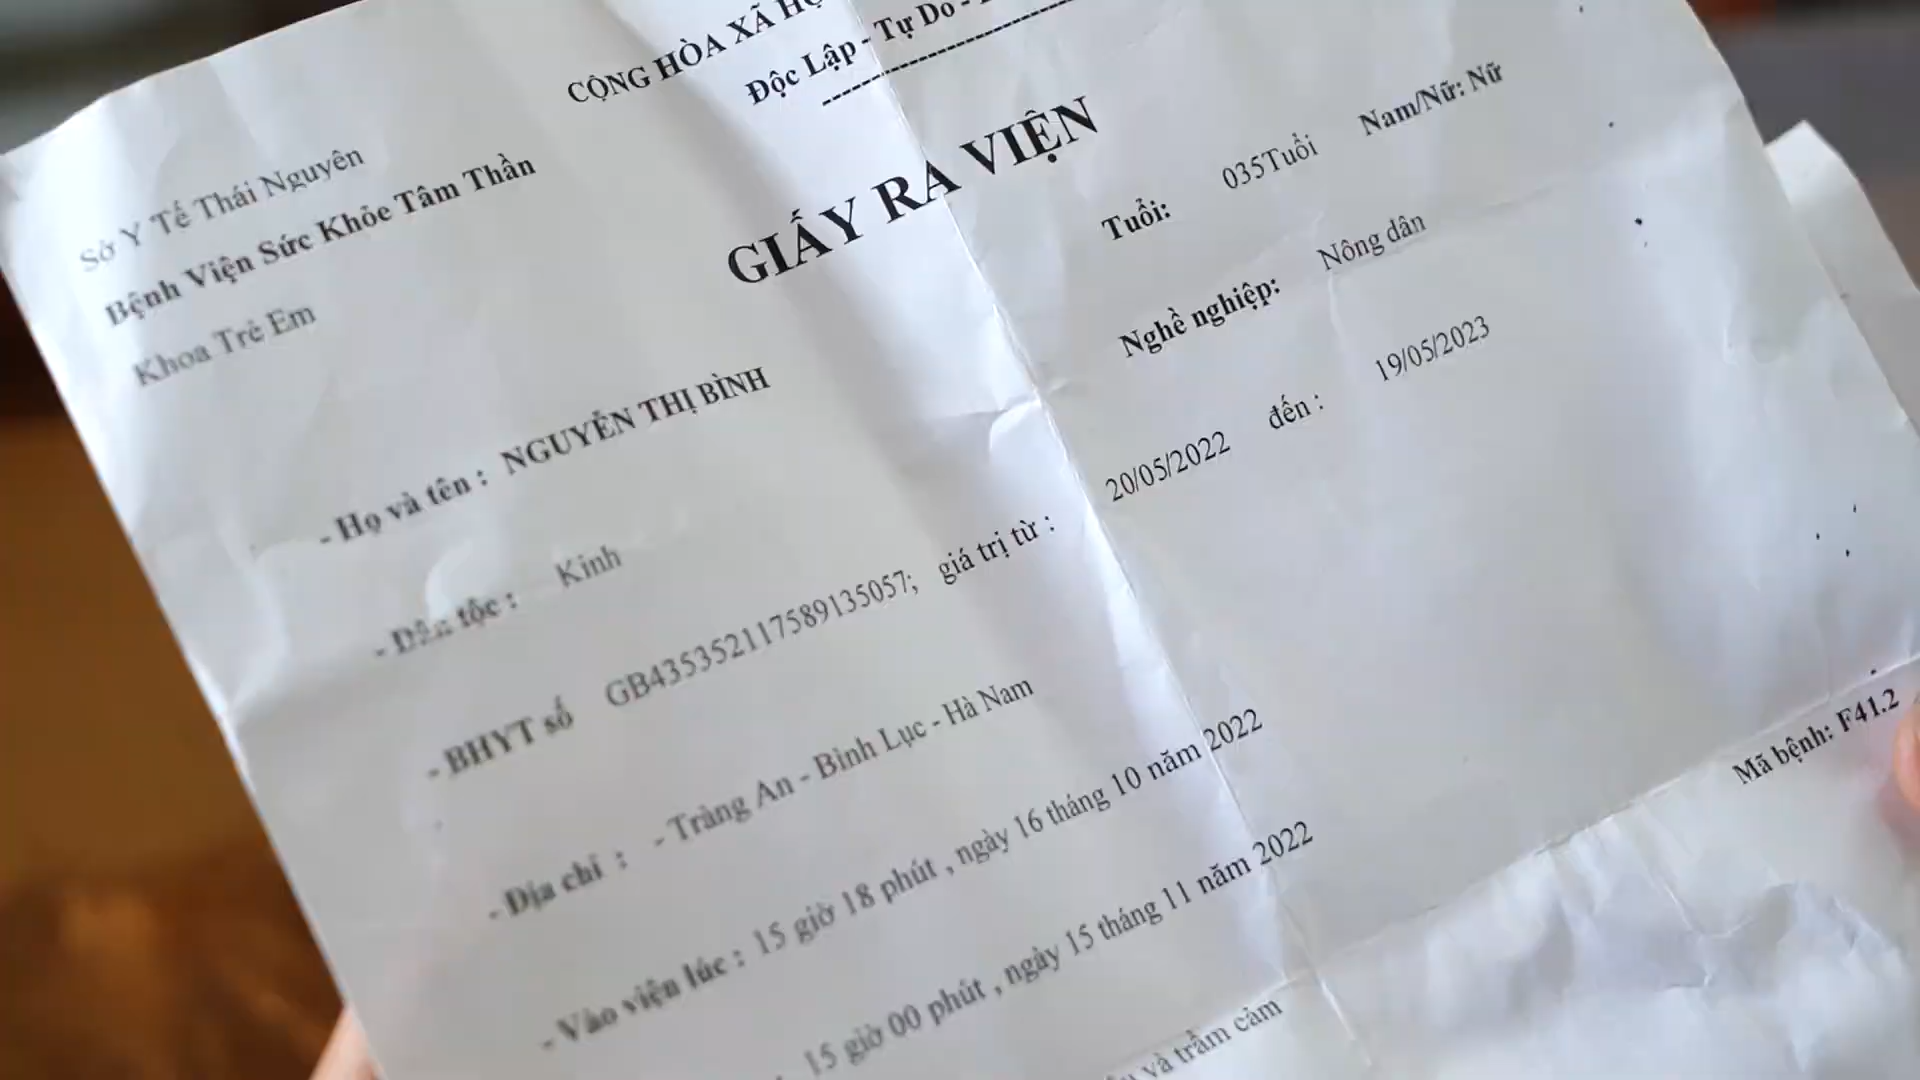 CỘNG HÒA XÃ
Độc Lập - Tự Do -
Sở Y Tế Thái Nguyên
Bệnh Viện Sức Khỏe Tâm Thần
Khoa Trẻ Em
GIẤY RA VIỆN
- Họ và tên : NGUYỄN THỊ BÌNH Tuổi: 035Tuổi Nam/Nữ: Nữ
- Dân tộc : Kinh Nghề nghiệp: Nông dân
- BHYT số GB435352117589135057; giá trị từ : 20/05/2022 đến : 19/05/2023
- Địa chỉ : - Tràng An - Bình Lục - Hà Nam
- Vào viện lúc : 15 giờ 18 phút , ngày 16 tháng 10 năm 2022
15 giờ 00 phút , ngày 15 tháng 11 năm 2022
và trầm cảm Mã bệnh: F41.2